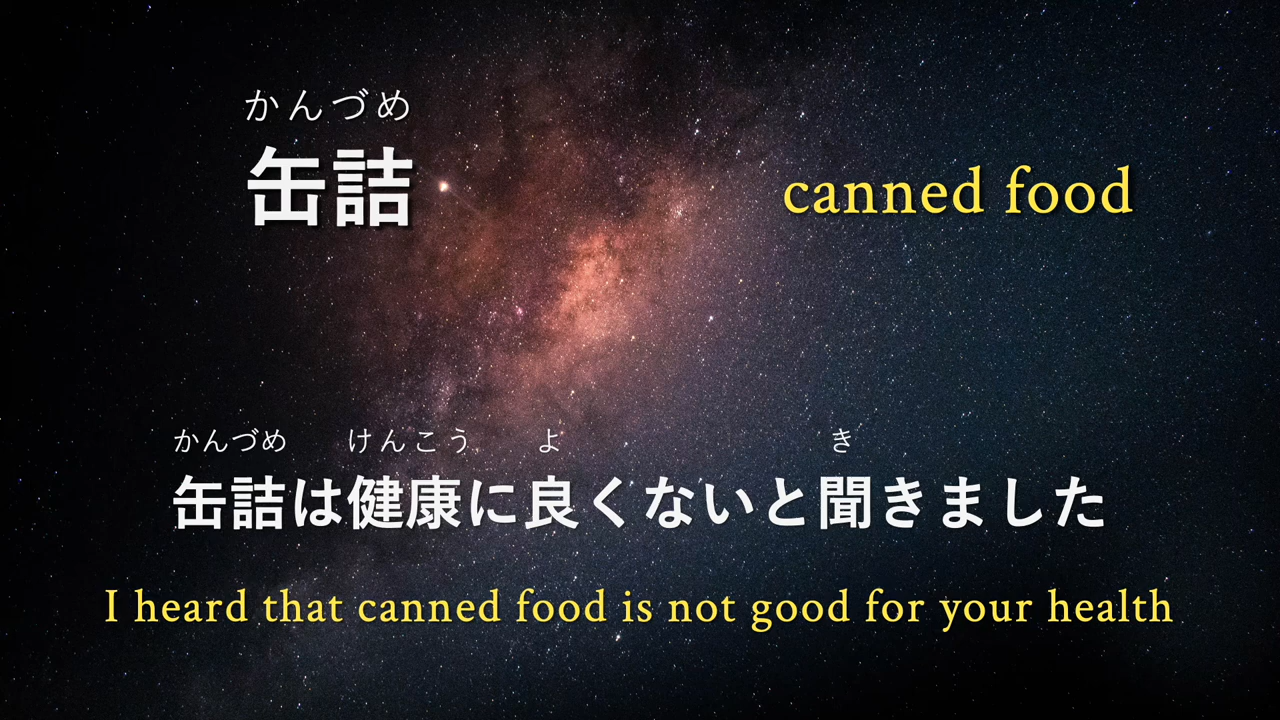 かんづめ
缶詰
canned food
かんづめ けんこう よ き
缶詰は健康に良くないと聞きました
I heard that canned food is not good for your health